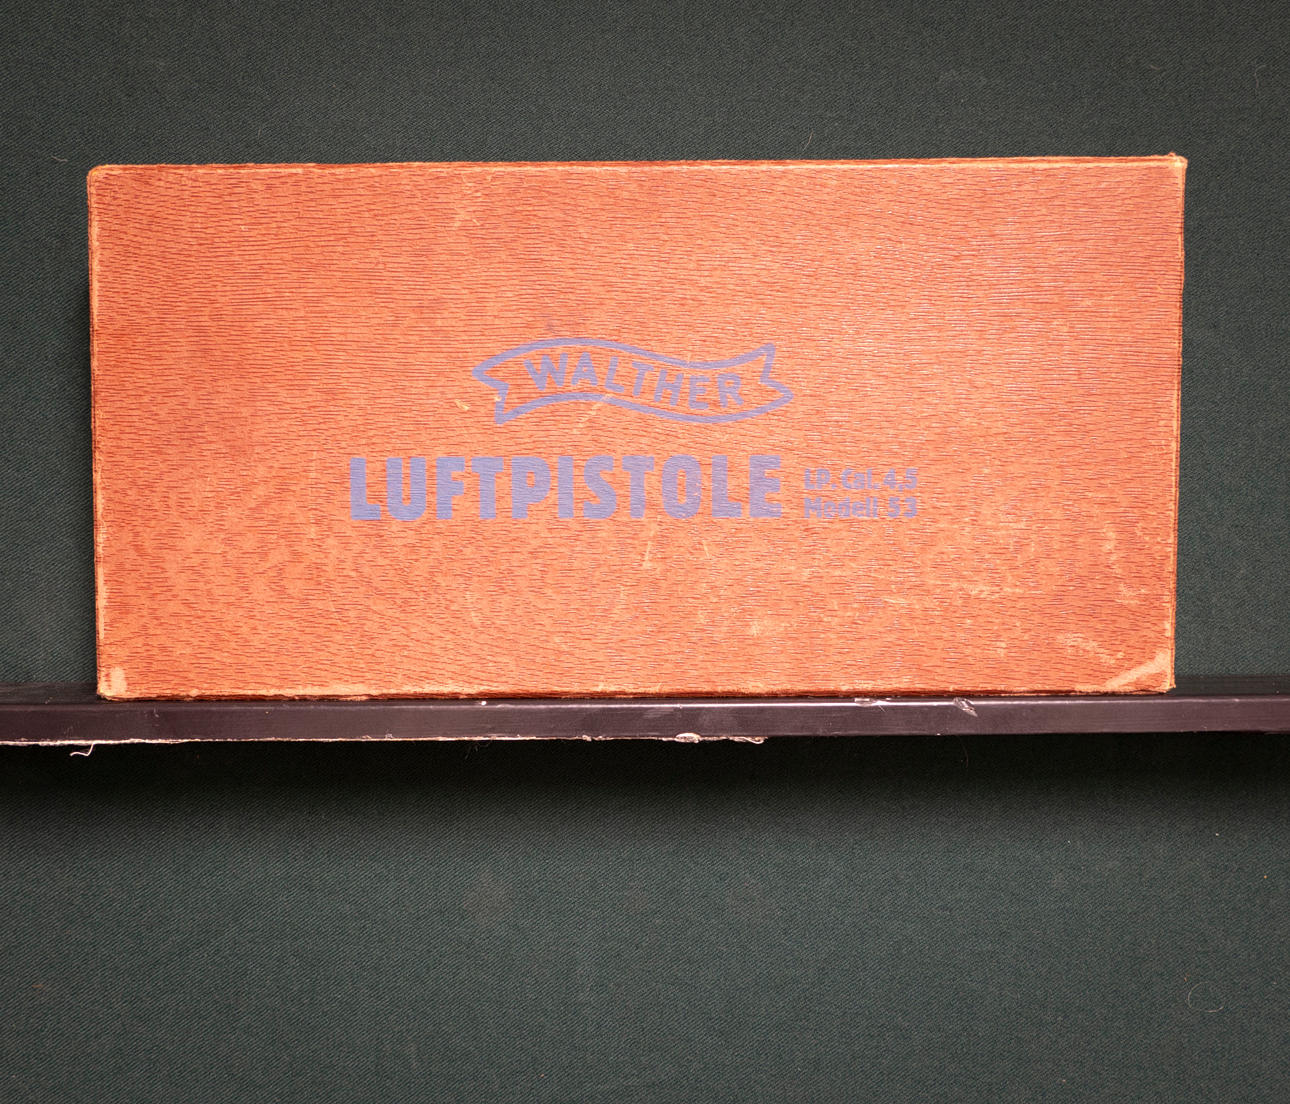 WALTHER
LUFTPISTOLE
LP. Cal. 4,5
Modell 53